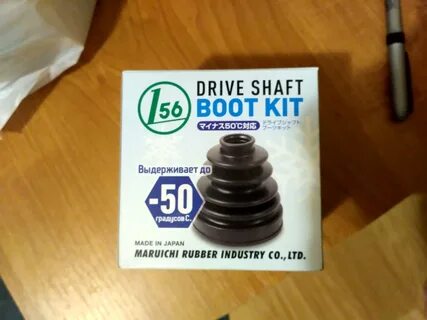 156
DRIVE SHAFT
BOOT KIT
マイナス50℃対応
ドライブシャフト
ブーツキット
Выдерживает до
-50
градусов С.
MADE IN JAPAN
MARUICHI RUBBER INDUSTRY CO., LTD.